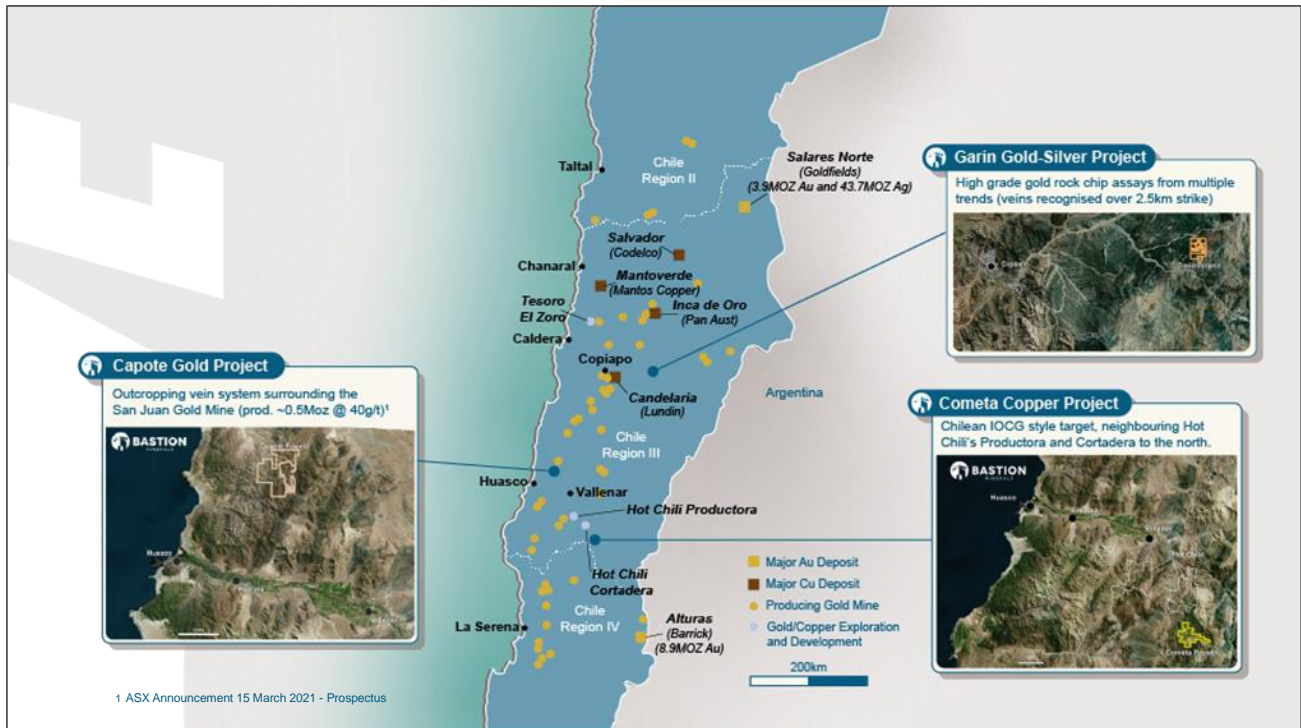 Taltal
Chile
Region II
Salares Norte
(Goldfields)
(3.9MOZ Au and 43.7MOZ Ag)
Garin Gold-Silver Project
High grade gold rock chip assays from multiple
trends (veins recognised over 2.5km strike)
Salvador
(Codelco)
Chanaral
Mantoverde
(Mantos Copper)
Tesoro
El Zoro
Inca de Oro
(Pan Aust)
Caldera
Copiapo
Candelaria
(Lundin)
Argentina
Capote Gold Project
Outcropping vein system surrounding the
San Juan Gold Mine (prod. ~0.5Moz @ 40g/t)¹
BASTION
MINERALS
Huasco
Cometa Copper Project
Chilean IOCG style target, neighbouring Hot
Chili's Productora and Cortadera to the north.
BASTION
MINERALS
Huasco
Cometa Project
Chile
Region III
Huasco
Vallenar
Hot Chili Productora
Hot Chili
Cortadera
Chile
Region IV
La Serena
Alturas
(Barrick)
(8.9MOZ Au)
Major Au Deposit
Major Cu Deposit
Producing Gold Mine
Gold/Copper Exploration
and Development
200km
1 ASX Announcement 15 March 2021 - Prospectus